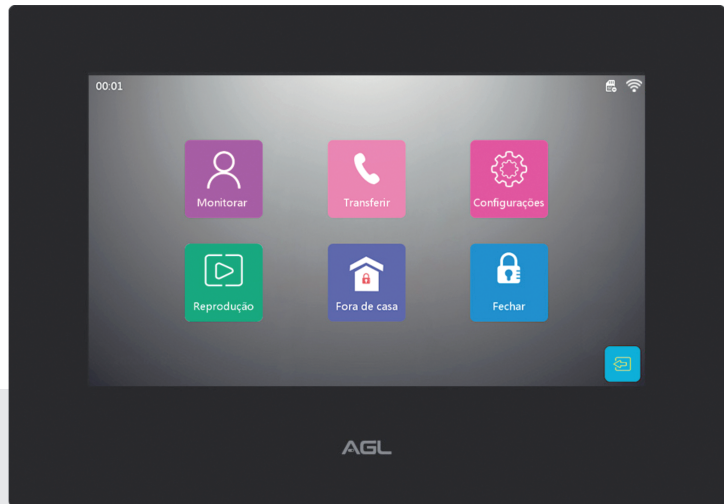 00:01
Monitorar
Transferir
Configurações
Reprodução
Fora de casa
Fechar
AGL